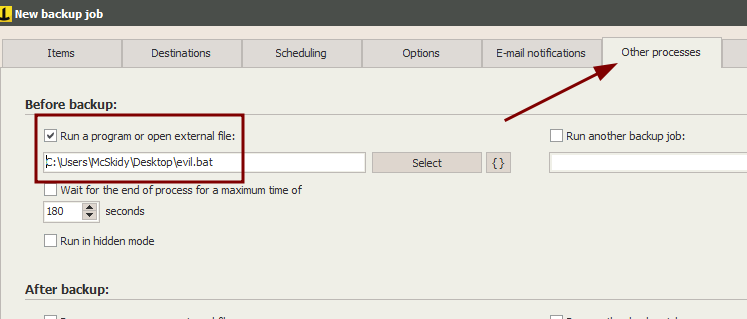 New backup job
Items Destinations Scheduling Options E-mail notifications Other processes
Before backup:
Run a program or open external file: Run another backup job:
C:\Users\McSkidy\Desktop\evil.bat Select {}
Wait for the end of process for a maximum time of
180 seconds
Run in hidden mode
After backup: